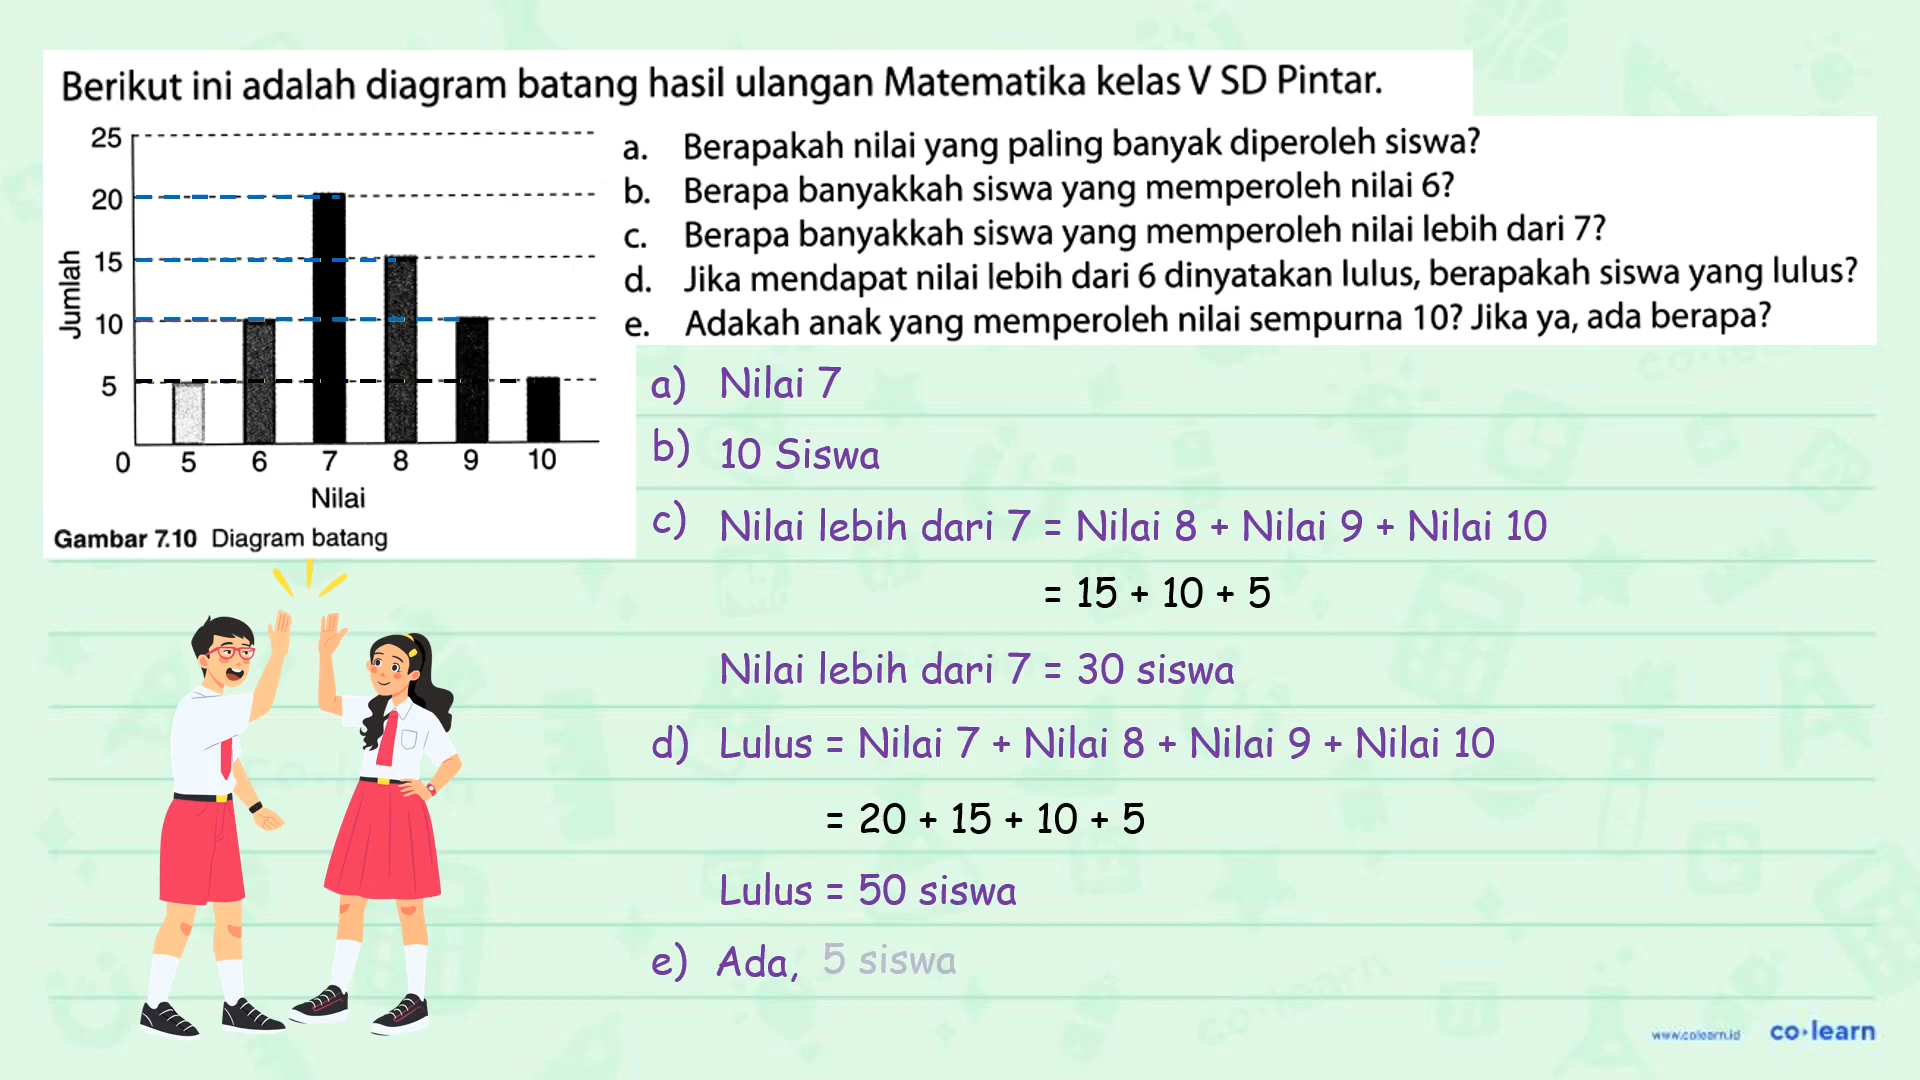 Berikut ini adalah diagram batang hasil ulangan Matematika kelas V SD Pintar.
25
20
15
10
5
Jumlah
0 5 6 7 8 9 10
Nilai
Gambar 7.10 Diagram batang
a. Berapakah nilai yang paling banyak diperoleh siswa?
b. Berapa banyakkah siswa yang memperoleh nilai 6?
c. Berapa banyakkah siswa yang memperoleh nilai lebih dari 7?
d. Jika mendapat nilai lebih dari 6 dinyatakan lulus, berapakah siswa yang lulus?
e. Adakah anak yang memperoleh nilai sempurna 10? Jika ya, ada berapa?
a) Nilai 7
b) 10 Siswa
c) Nilai lebih dari 7 = Nilai 8 + Nilai 9 + Nilai 10
= 15 + 10 + 5
Nilai lebih dari 7 = 30 siswa
d) Lulus = Nilai 7 + Nilai 8 + Nilai 9 + Nilai 10
= 20 + 15 + 10 + 5
Lulus = 50 siswa
e) Ada, 5 siswa
www.colearn.id co·learn